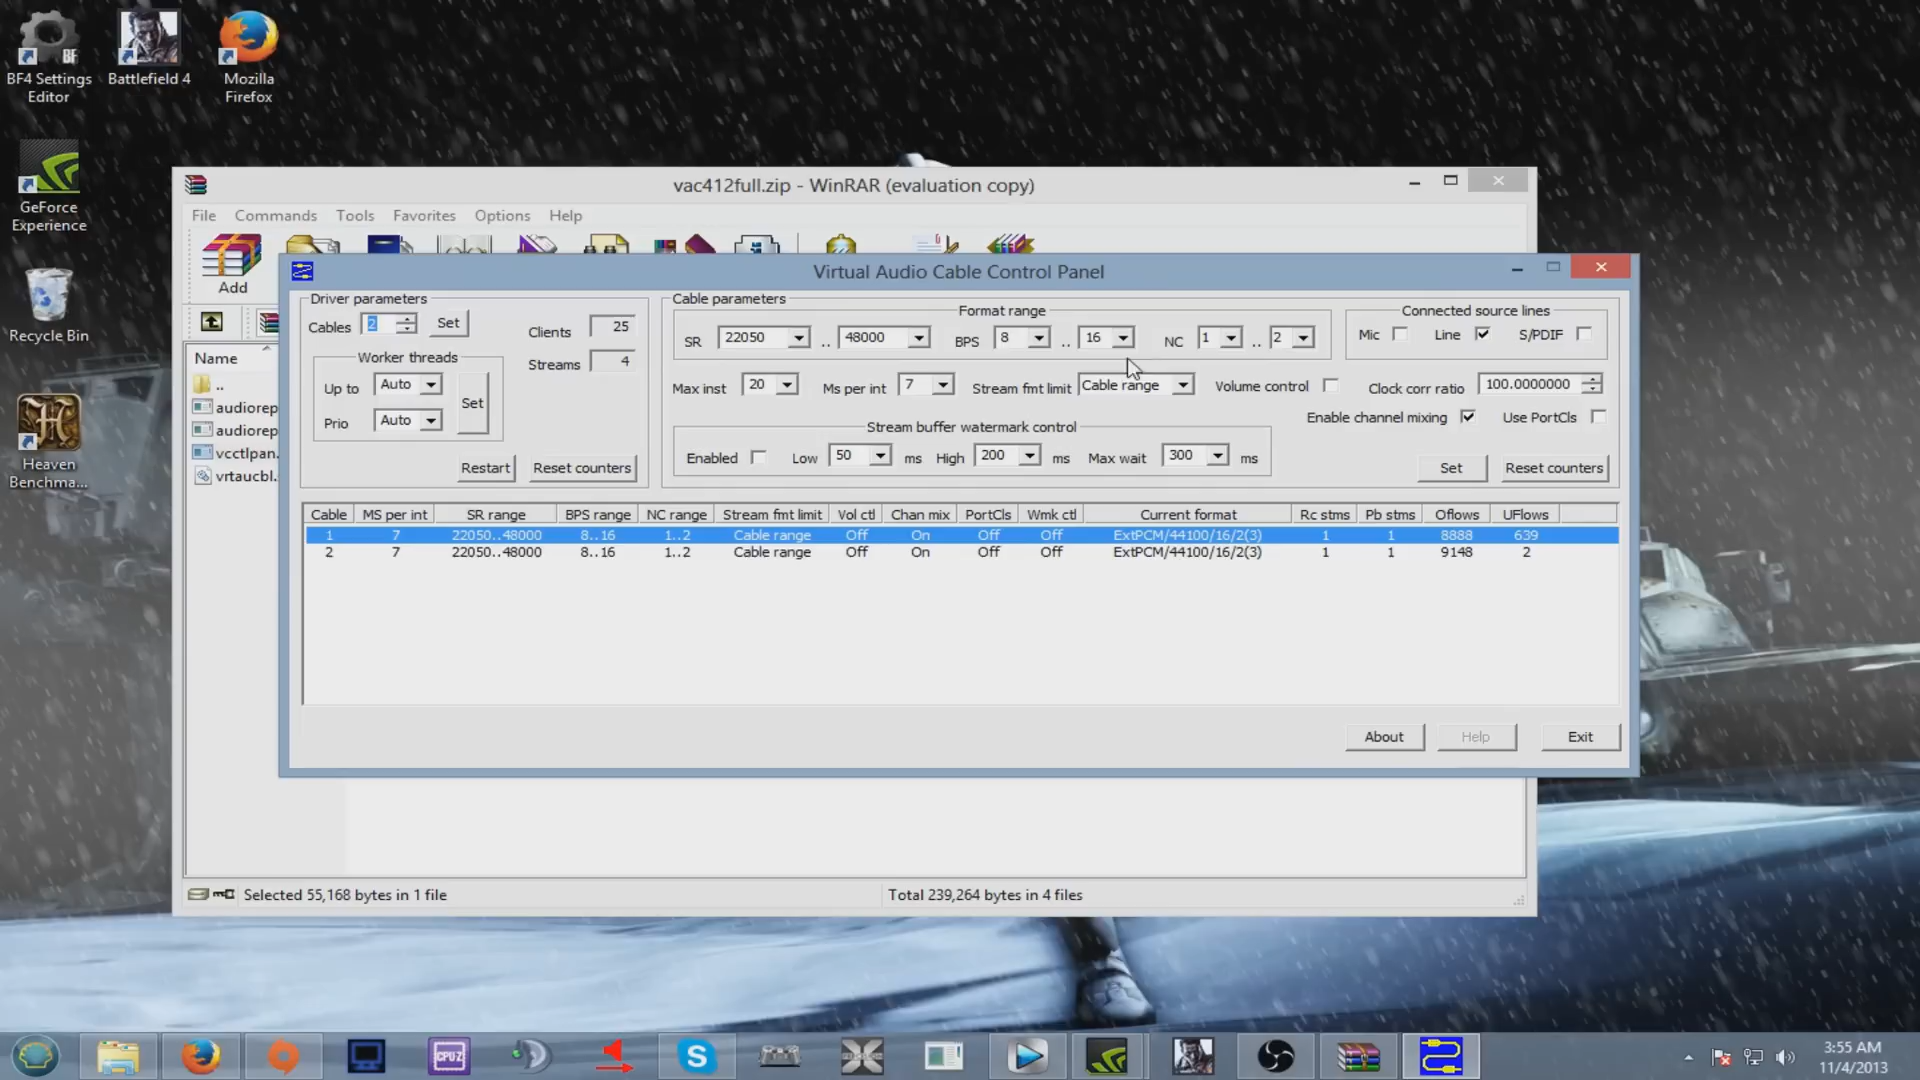 BF4 Settings Editor
Battlefield 4
Mozilla Firefox
GeForce Experience
Recycle Bin
Heaven Benchma...
vac412full.zip - WinRAR (evaluation copy)
File Commands Tools Favorites Options Help
Add
Name
..
audiorep
audiorep
vcctlpan.
vrtaucbl.
Selected 55,168 bytes in 1 file
Total 239,264 bytes in 4 files
Virtual Audio Cable Control Panel
Driver parameters
Cables 2 Set
Clients 25
Streams 4
Worker threads
Up to Auto
Prio Auto
Set
Restart Reset counters
Cable parameters
Format range
SR 22050 .. 48000 BPS 8 .. 16 NC 1 .. 2
Connected source lines
Mic Line S/PDIF
Max inst 20 Ms per int 7 Stream fmt limit Cable range Volume control Clock corr ratio 100.0000000
Enable channel mixing Use PortCls
Stream buffer watermark control
Enabled Low 50 ms High 200 ms Max wait 300 ms
Set Reset counters
Cable MS per int SR range BPS range NC range Stream fmt limit Vol ctl Chan mix PortCls Wmk ctl Current format Rc stms Pb stms Oflows UFlows
1 7 22050..48000 8..16 1..2 Cable range Off On Off Off ExtPCM/44100/16/2(3) 1 1 8888 639
2 7 22050..48000 8..16 1..2 Cable range Off On Off Off ExtPCM/44100/16/2(3) 1 1 9148 2
About Help Exit
CPU-Z
3:55 AM
11/4/2013